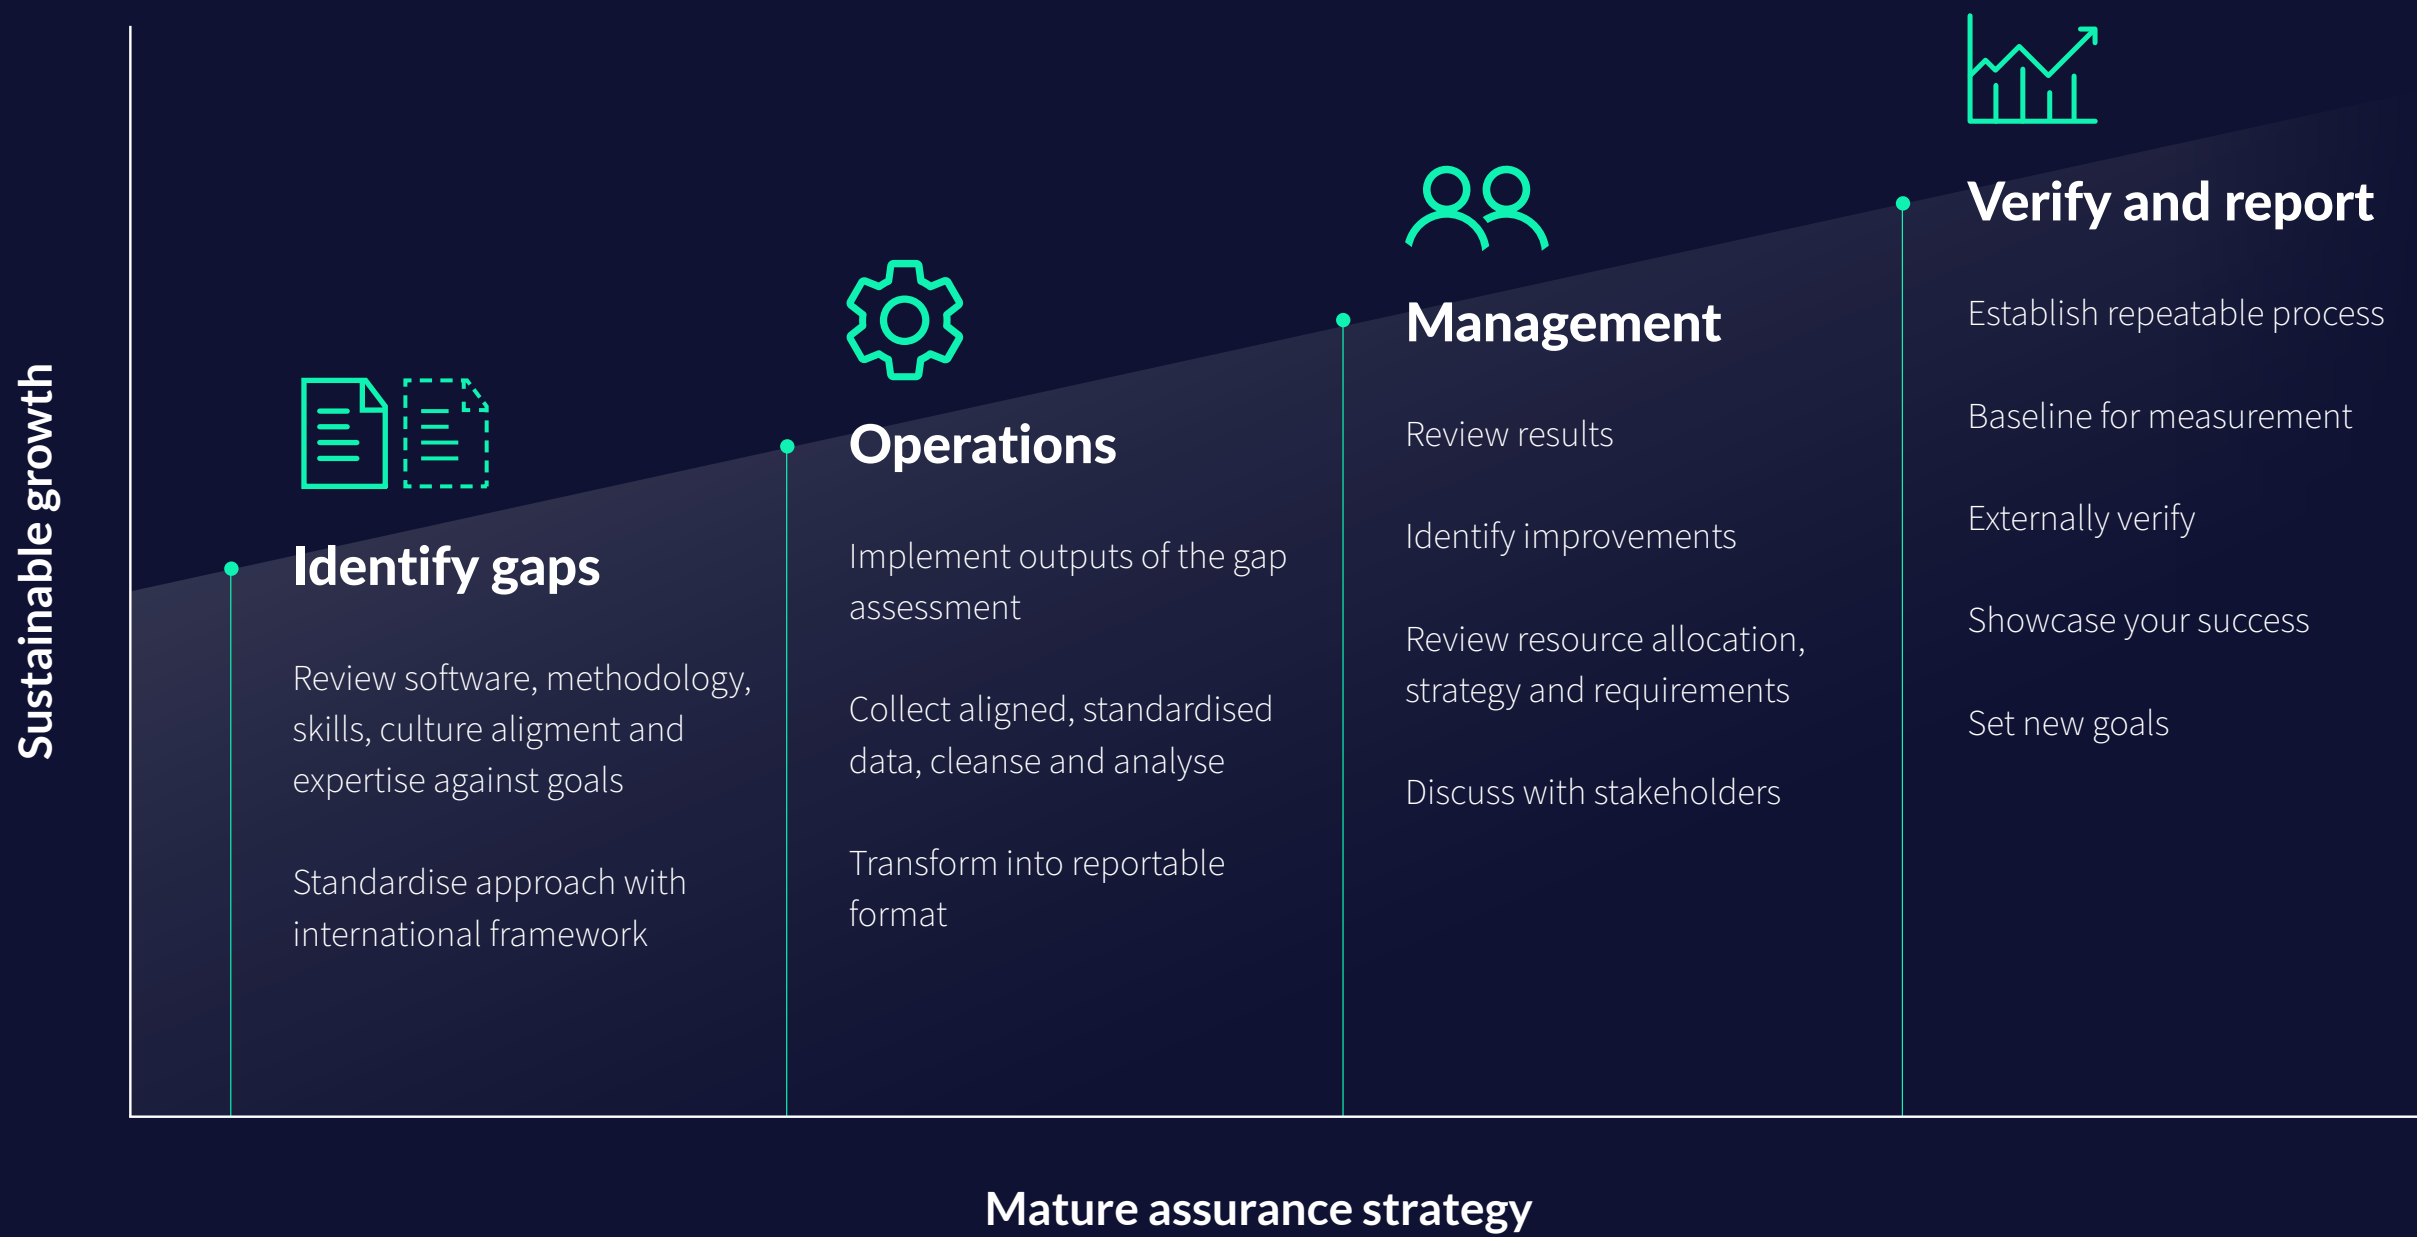 Sustainable growth
Identify gaps
Review software, methodology,
skills, culture aligment and
expertise against goals
Standardise approach with
international framework
Operations
Implement outputs of the gap
assessment
Collect aligned, standardised
data, cleanse and analyse
Transform into reportable
format
Management
Review results
Identify improvements
Review resource allocation,
strategy and requirements
Discuss with stakeholders
Verify and report
Establish repeatable process
Baseline for measurement
Externally verify
Showcase your success
Set new goals
Mature assurance strategy